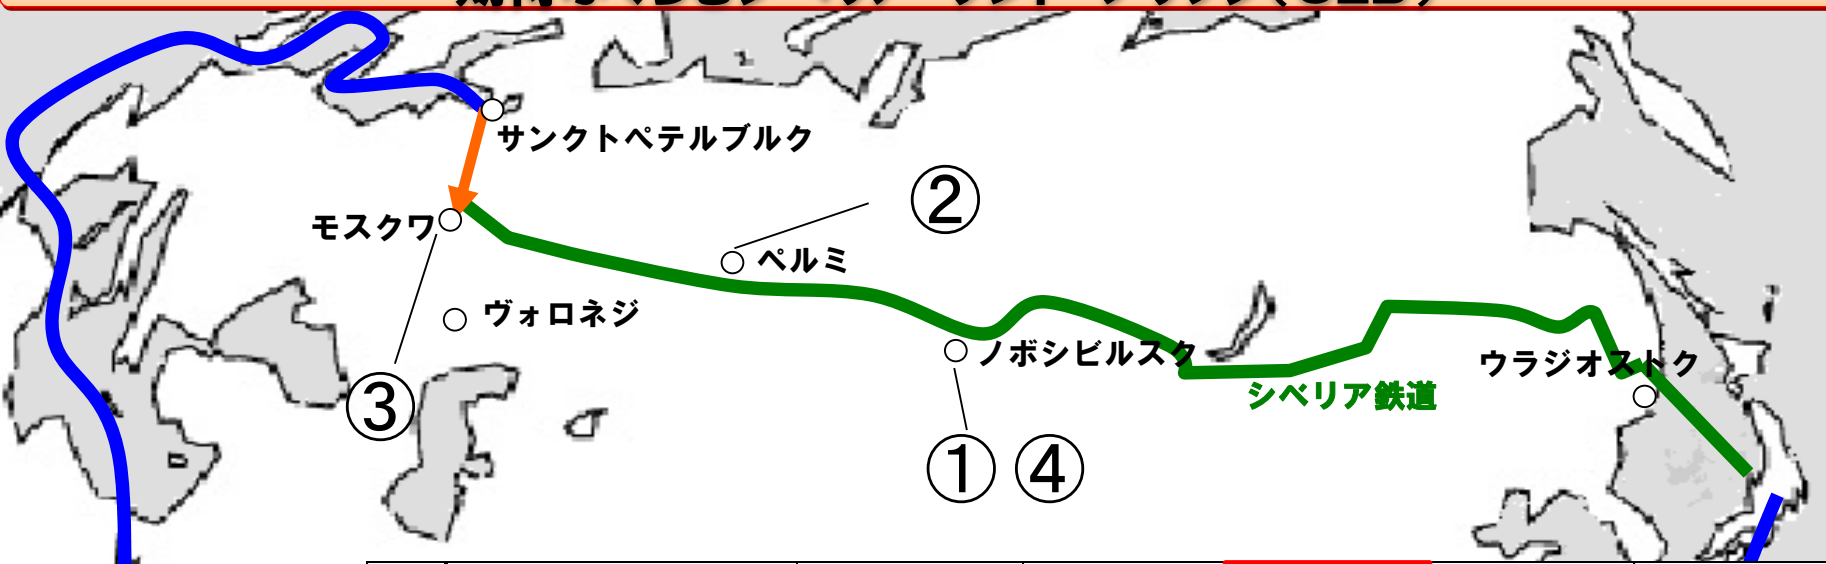 サンクトペテルブルク
②
モスクワ
ペルミ
ヴォロネジ
ノボシビルスク
ウラジオストク
シベリア鉄道
③
① ④